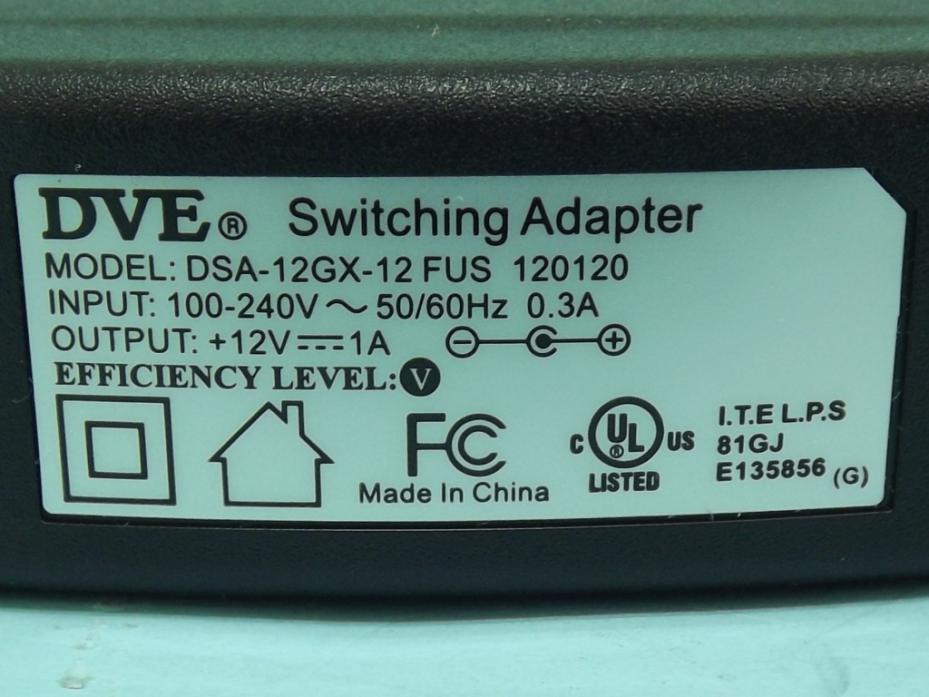 DVE® Switching Adapter
MODEL: DSA-12GX-12 FUS 120120
INPUT: 100-240V ～ 50/60Hz 0.3A
OUTPUT: +12V⎓1A
EFFICIENCY LEVEL: V
FC
Made In China
C UL® US
LISTED
I.T.E L.P.S
81GJ
E135856 (G)